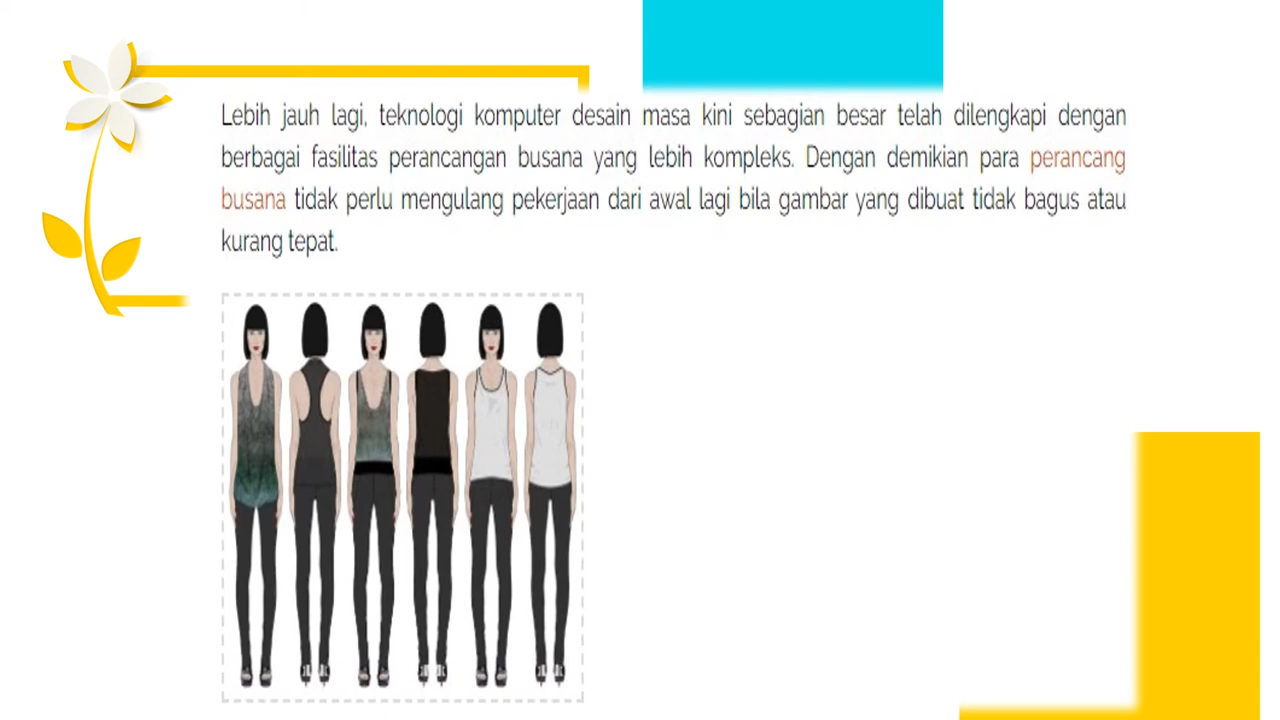 Lebih jauh lagi, teknologi komputer desain masa kini sebagian besar telah dilengkapi dengan
berbagai fasilitas perancangan busana yang lebih kompleks. Dengan demikian para perancang
busana tidak perlu mengulang pekerjaan dari awal lagi bila gambar yang dibuat tidak bagus atau
kurang tepat.